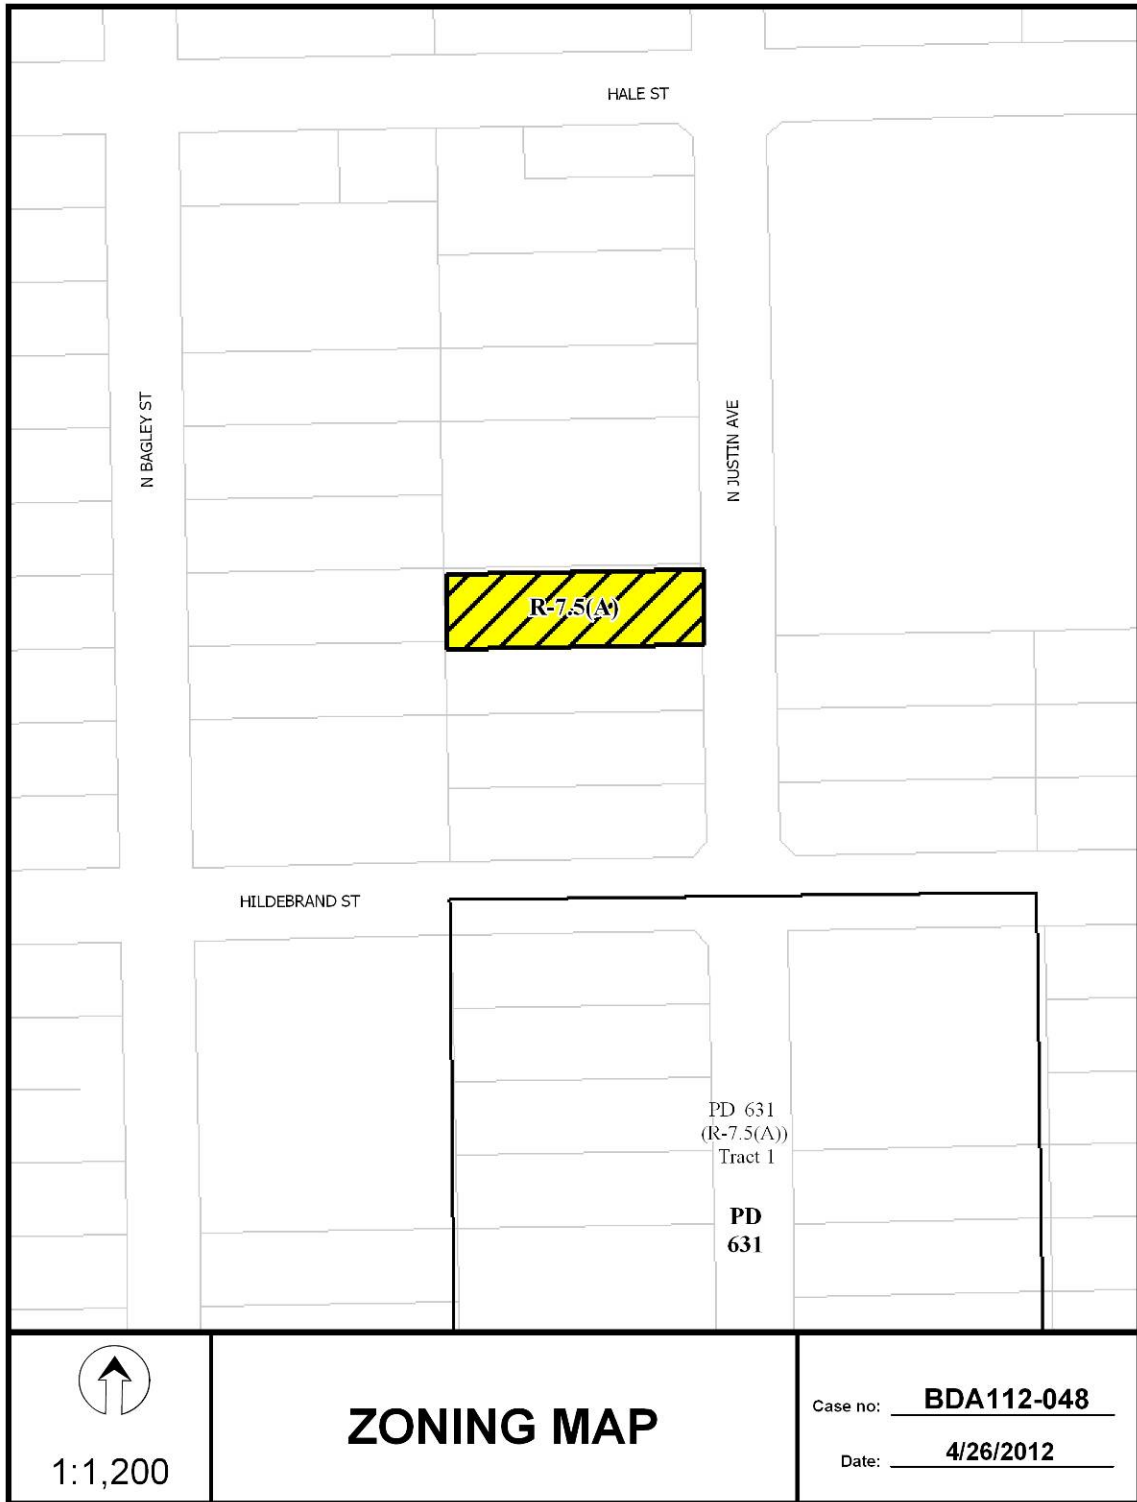 HALE ST
N BAGLEY ST
N JUSTIN AVE
R-7.5(A)
HILDEBRAND ST
PD 631
(R-7.5(A))
Tract 1
PD
631
1:1,200
ZONING MAP
Case no: BDA112-048
Date: 4/26/2012